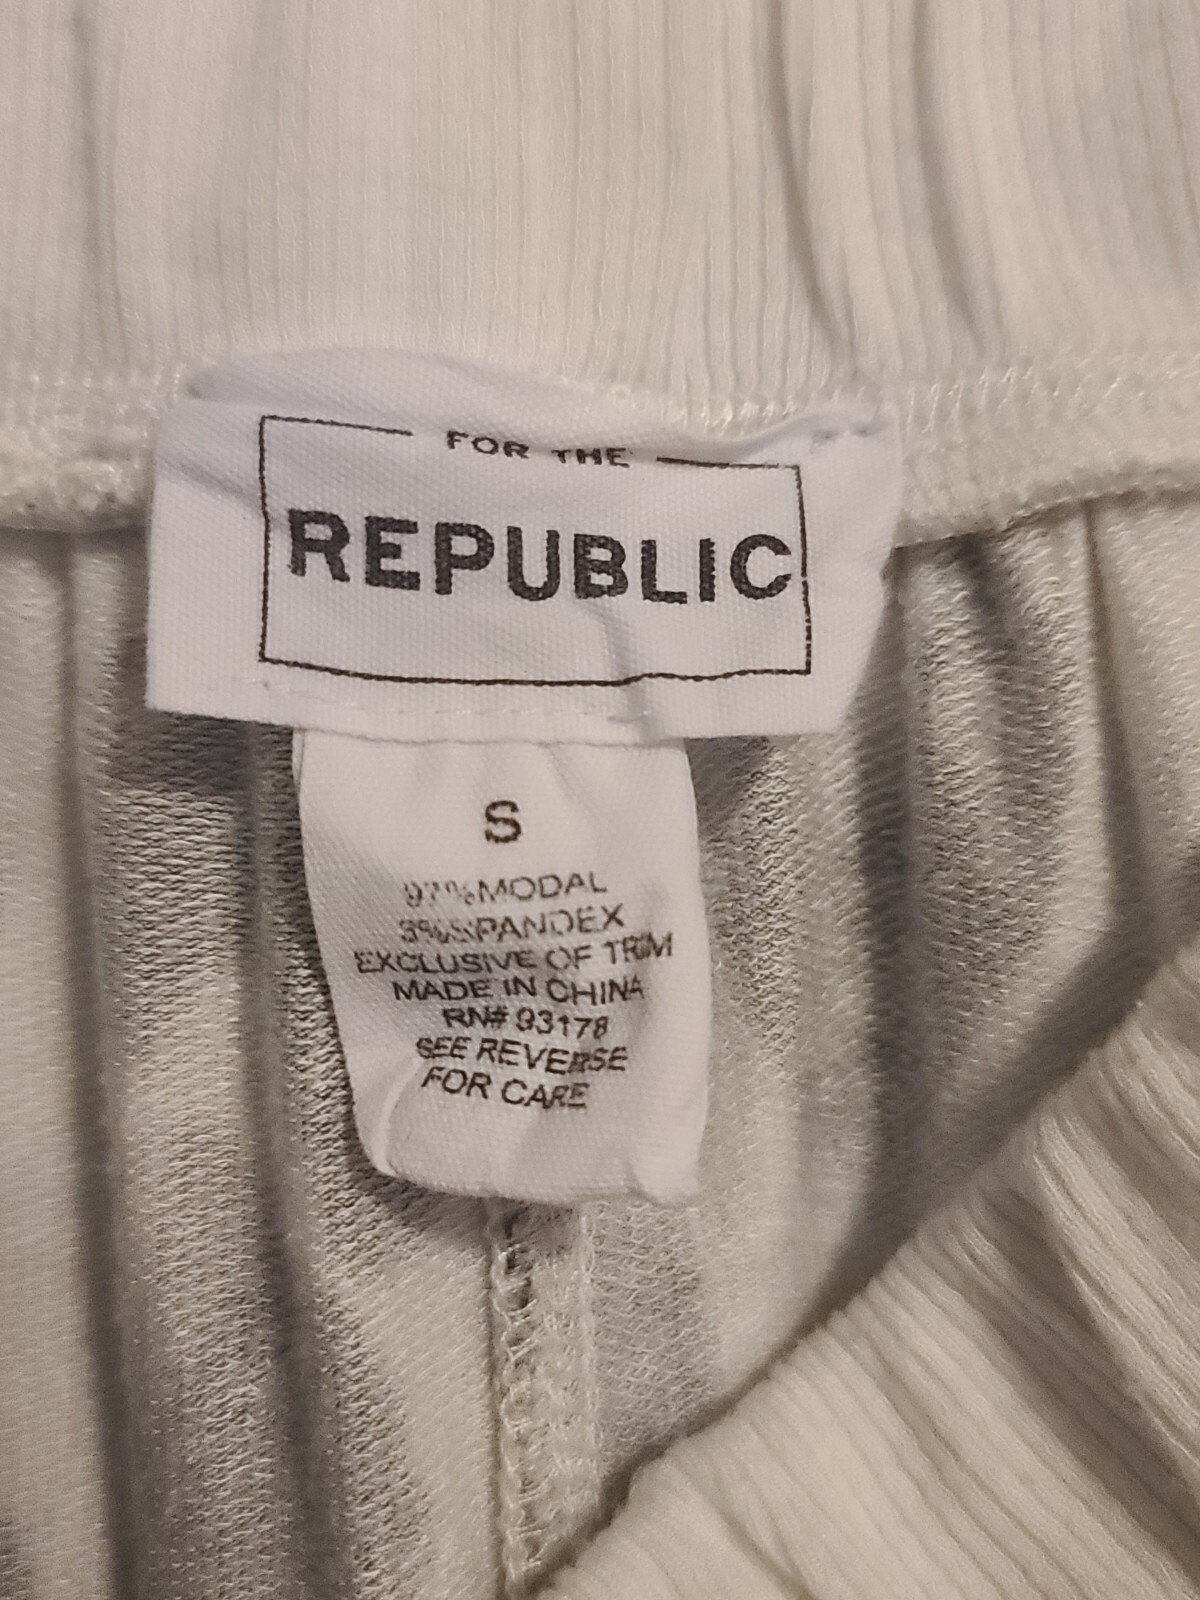 FOR THE
REPUBLIC
S
97% MODAL
3% SPANDEX
EXCLUSIVE OF TRIM
MADE IN CHINA
RN# 93178
SEE REVERSE
FOR CARE